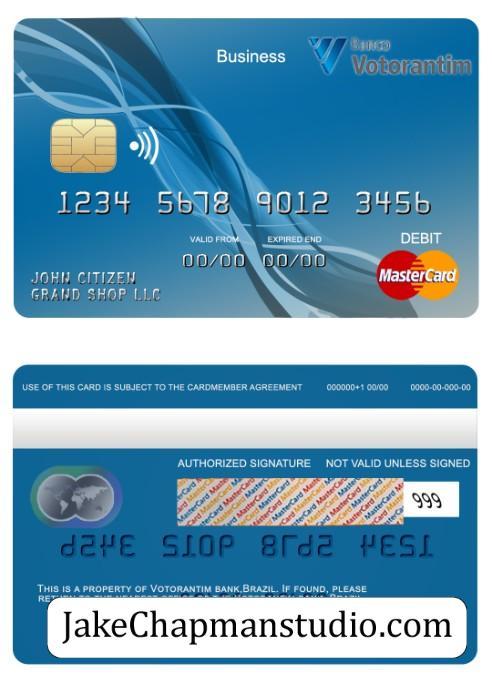 Business
BANCO
Votorantim
1234 5678 9012 3456
VALID FROM EXPIRED END
00/00 00/00
DEBIT
MasterCard
JOHN CITIZEN
GRAND SHOP LLC
USE OF THIS CARD IS SUBJECT TO THE CARDMEMBER AGREEMENT 000000+1 00/00 0000-00-000-00
AUTHORIZED SIGNATURE NOT VALID UNLESS SIGNED
MasterCard MasterCard MasterCard
999
THIS IS A PROPERTY OF VOTORANTIM BANK,BRAZIL. IF FOUND, PLEASE
JakeChapmanstudio.com